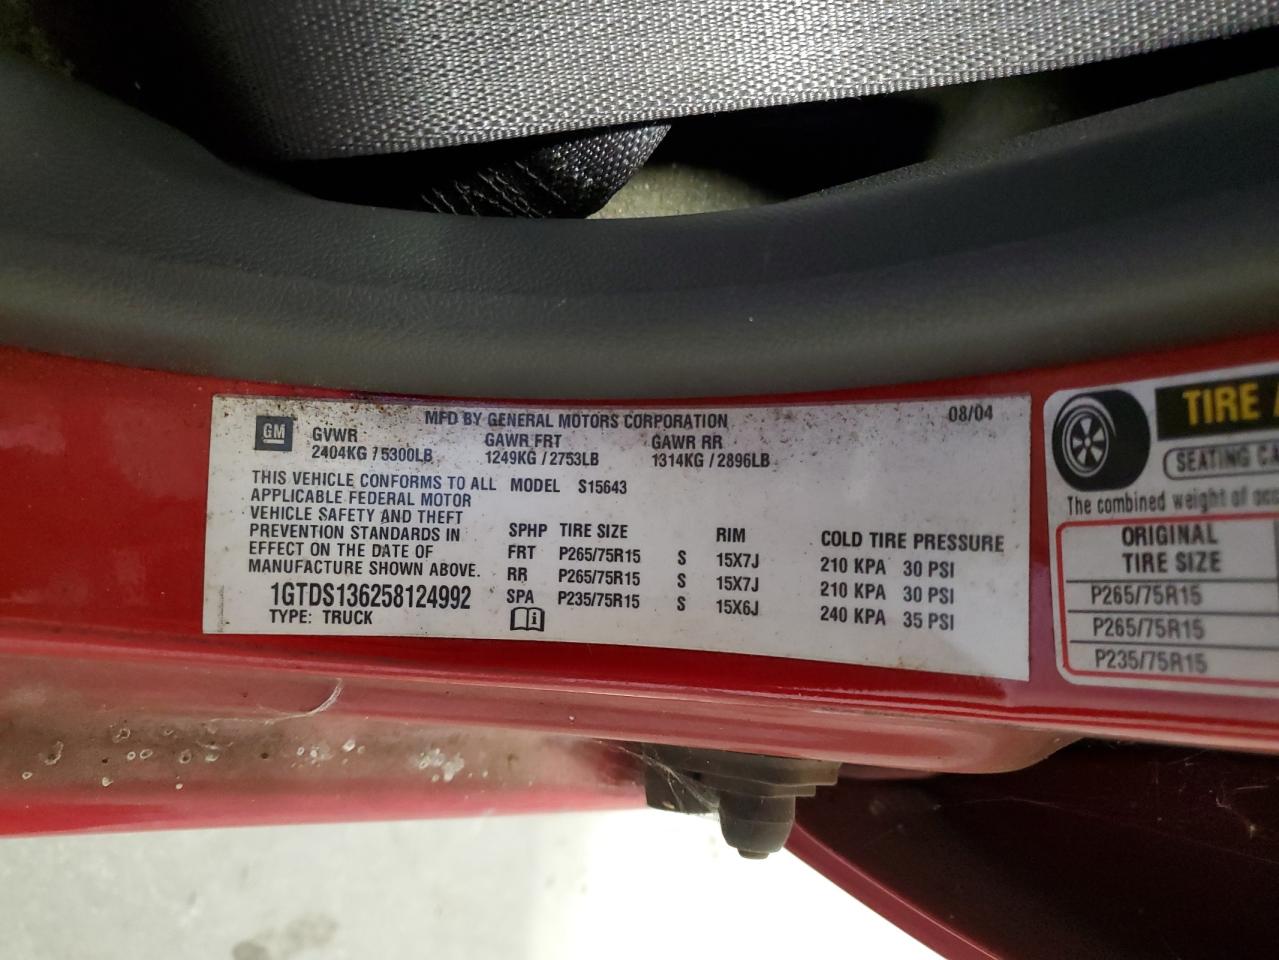 MFD BY GENERAL MOTORS CORPORATION 08/04
GM
GVWR GAWR FRT GAWR RR
2404KG / 5300LB 1249KG / 2753LB 1314KG / 2896LB
THIS VEHICLE CONFORMS TO ALL
APPLICABLE FEDERAL MOTOR
VEHICLE SAFETY AND THEFT
PREVENTION STANDARDS IN
EFFECT ON THE DATE OF
MANUFACTURE SHOWN ABOVE.
1GTDS136258124992
TYPE: TRUCK
MODEL S15643
SPHP TIRE SIZE RIM COLD TIRE PRESSURE
FRT P265/75R15 S 15X7J 210 KPA 30 PSI
RR P265/75R15 S 15X7J 210 KPA 30 PSI
SPA P235/75R15 S 15X6J 240 KPA 35 PSI
TIRE
SEATING
The combined weight of
ORIGINAL
TIRE SIZE
P265/75R15
P265/75R15
P235/75R15